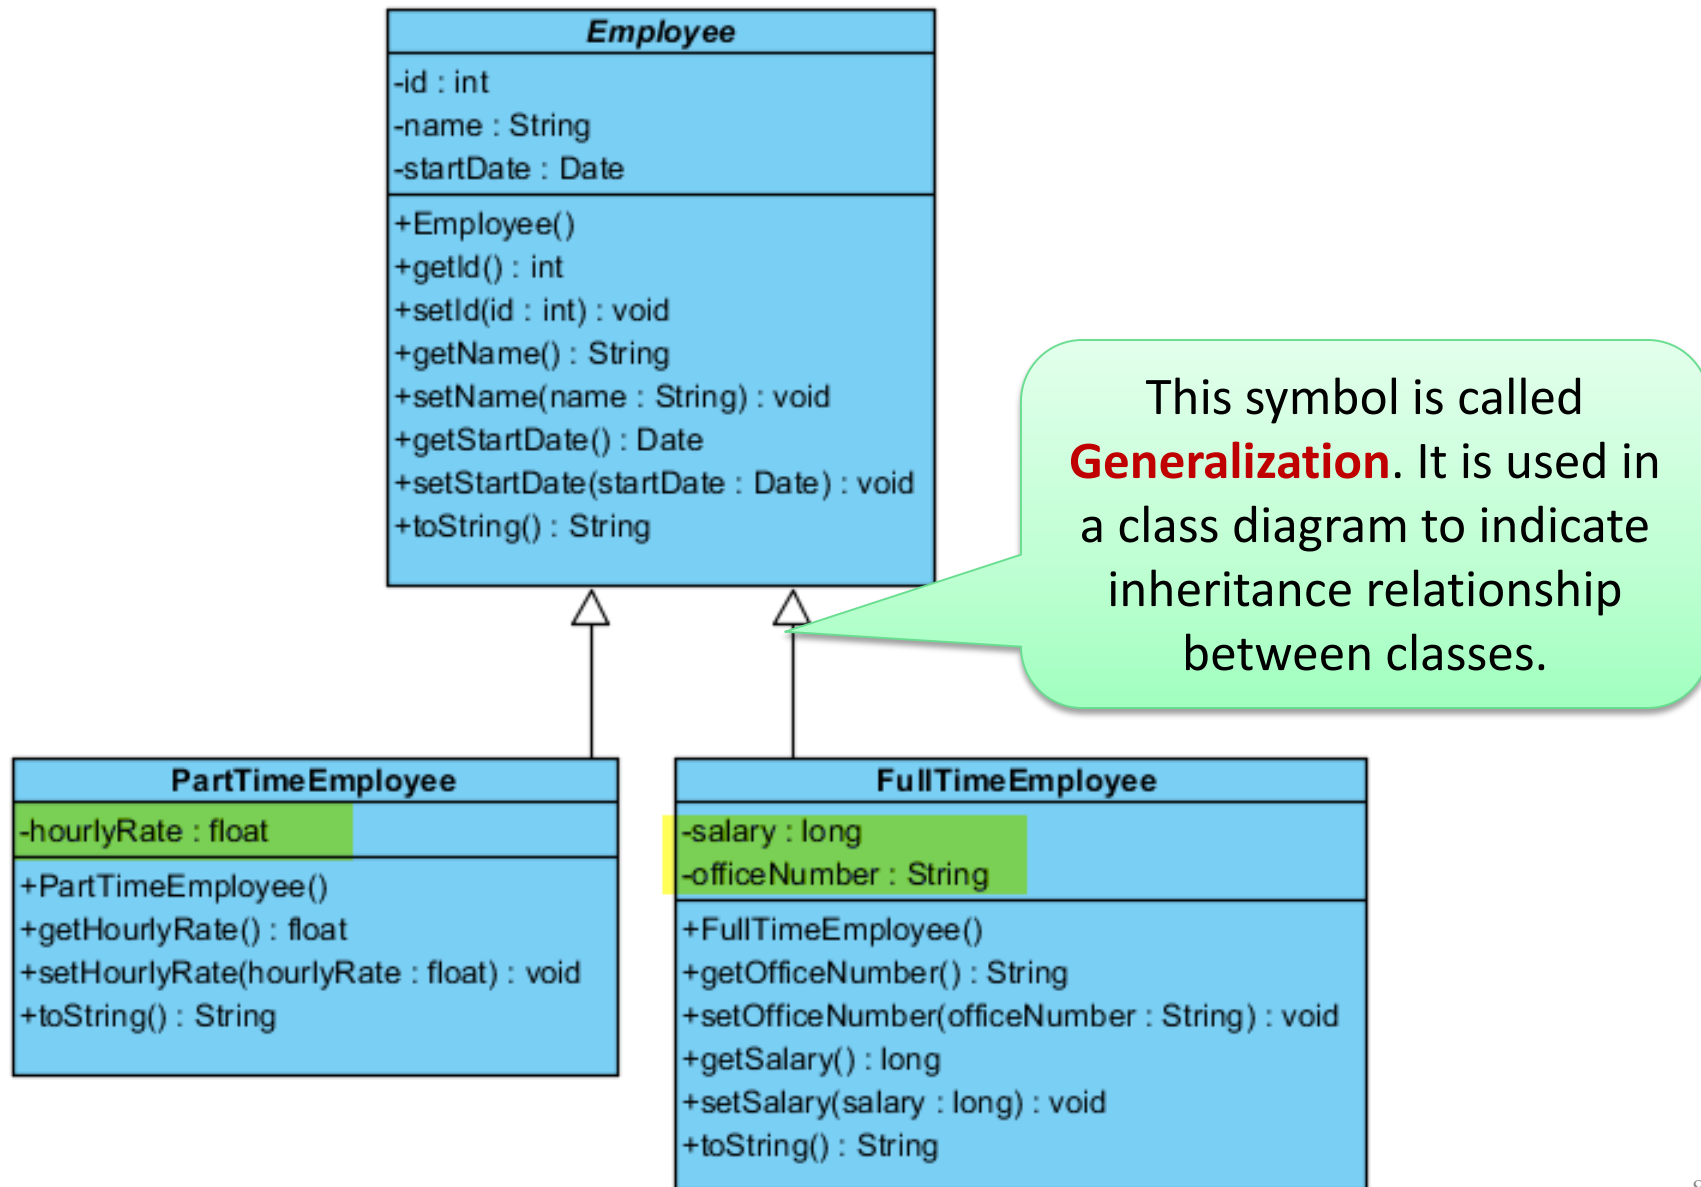 Employee
-id : int
-name : String
-startDate : Date
+Employee()
+getId() : int
+setId(id : int) : void
+getName() : String
+setName(name : String) : void
+getStartDate() : Date
+setStartDate(startDate : Date) : void
+toString() : String
This symbol is called
Generalization. It is used in
a class diagram to indicate
inheritance relationship
between classes.
PartTimeEmployee
-hourlyRate : float
+PartTimeEmployee()
+getHourlyRate() : float
+setHourlyRate(hourlyRate : float) : void
+toString() : String
FullTimeEmployee
-salary : long
-officeNumber : String
+FullTimeEmployee()
+getOfficeNumber() : String
+setOfficeNumber(officeNumber : String) : void
+getSalary() : long
+setSalary(salary : long) : void
+toString() : String